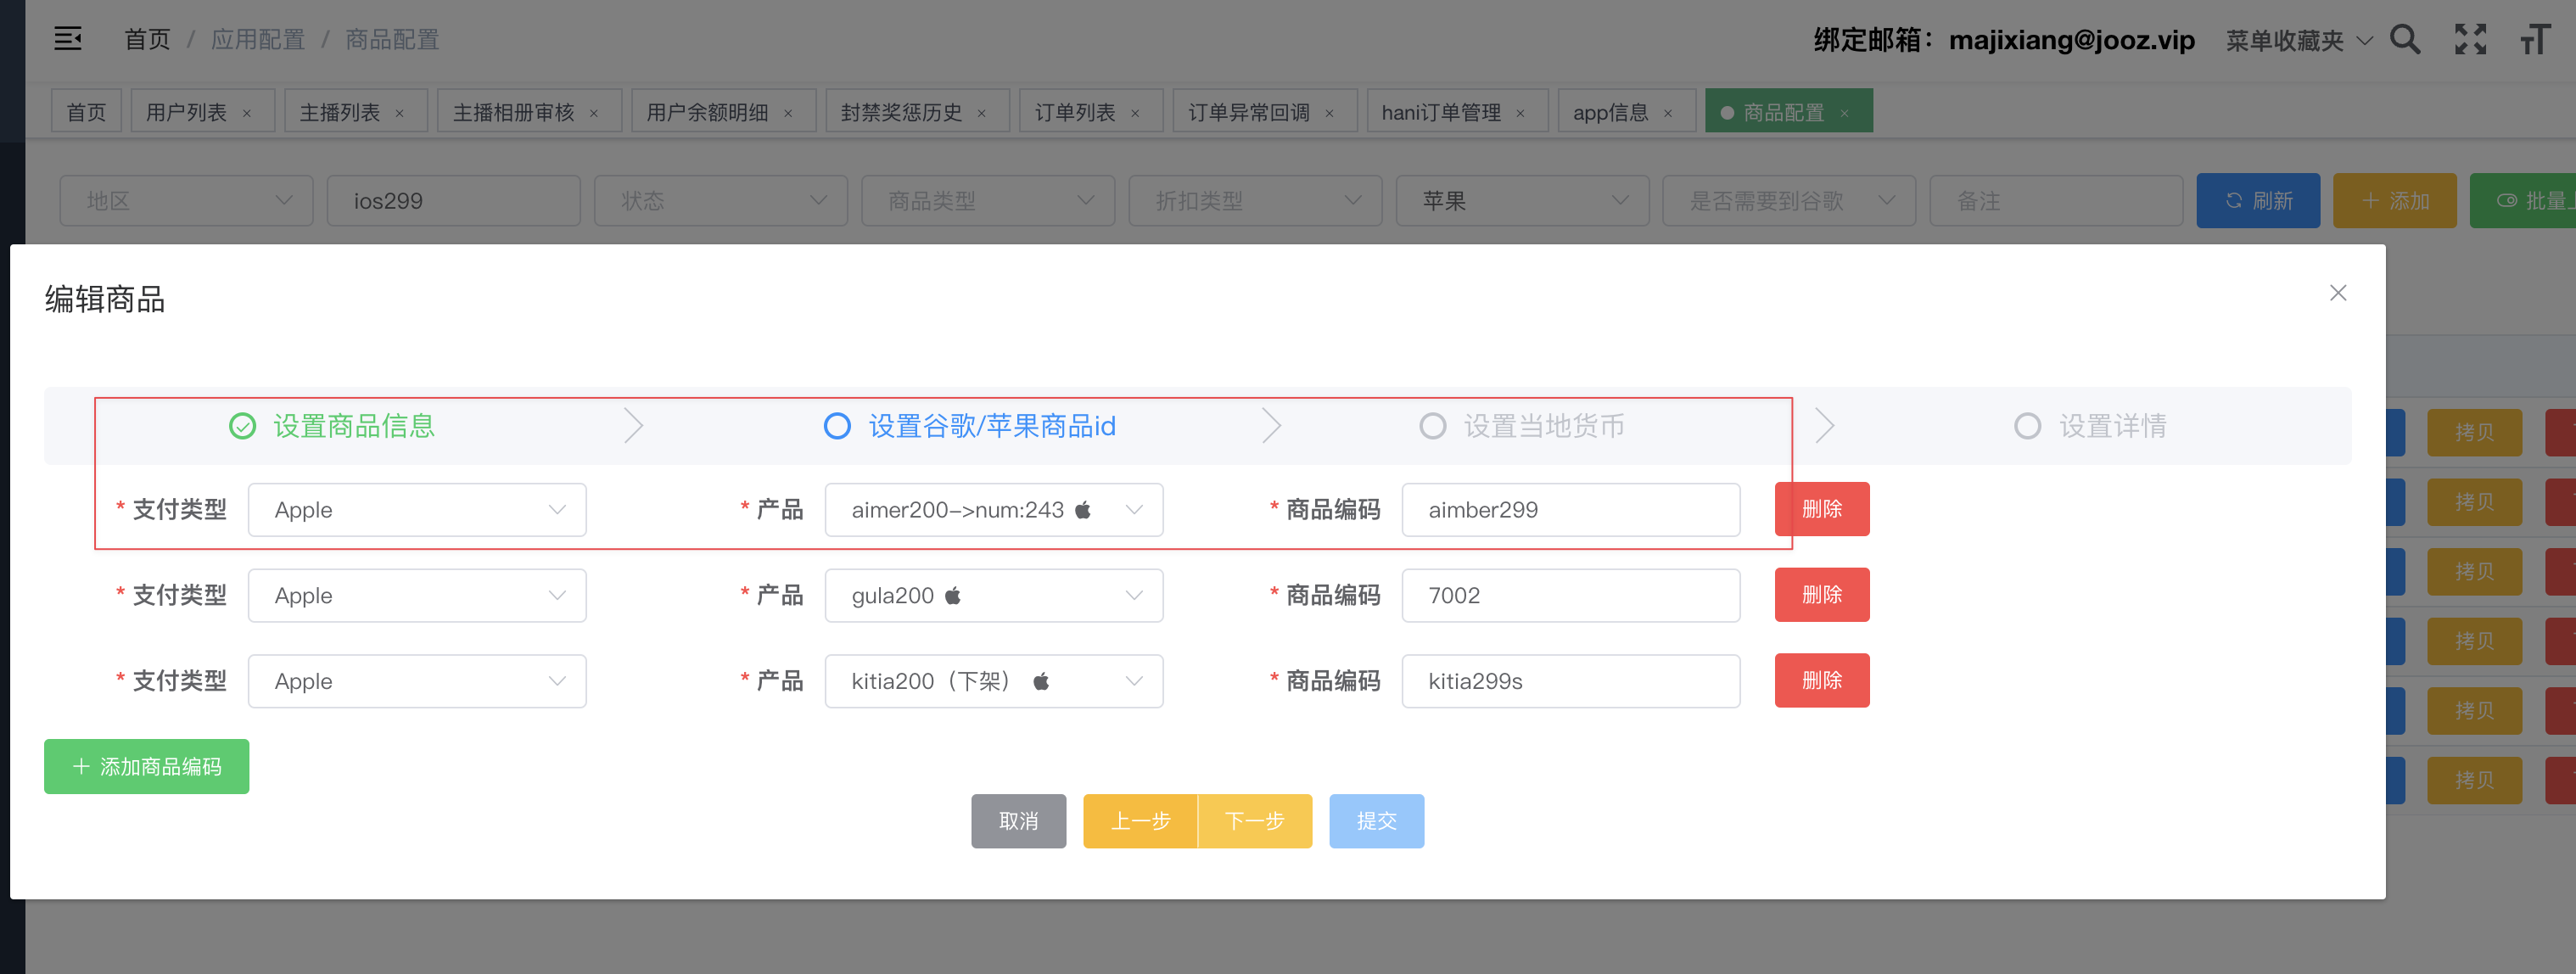 首页 / 应用配置 / 商品配置 绑定邮箱：majixiang@jooz.vip 菜单收藏夹
首页 用户列表 × 主播列表 × 主播相册审核 × 用户余额明细 × 封禁奖惩历史 × 订单列表 × 订单异常回调 × hani订单管理 × app信息 × 商品配置 ×
地区 ios299 状态 商品类型 折扣类型 苹果 是否需要到谷歌 备注 刷新 + 添加 批量
编辑商品
设置商品信息 设置谷歌/苹果商品id 设置当地货币 设置详情
* 支付类型 Apple * 产品 aimer200->num:243 * 商品编码 aimber299 删除
* 支付类型 Apple * 产品 gula200 * 商品编码 7002 删除
* 支付类型 Apple * 产品 kitia200（下架） * 商品编码 kitia299s 删除
+ 添加商品编码
取消 上一步 下一步 提交
拷贝
拷贝
拷贝
拷贝
拷贝
拷贝